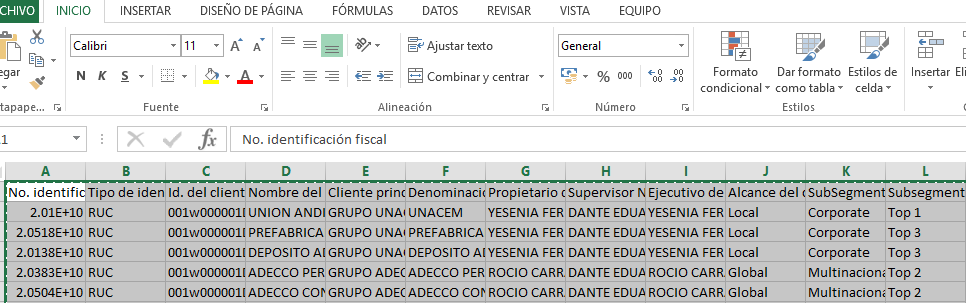 CHIVO INICIO INSERTAR DISEÑO DE PÁGINA FÓRMULAS DATOS REVISAR VISTA EQUIPO
Calibri 11 A A Ajustar texto General
egar N K S A Combinar y centrar % 000 Formato condicional Dar formato como tabla Estilos de celda Insertar
tapape... Fuente Alineación Número Estilos
1 fx No. identificación fiscal
A B C D E F G H I J K L
No. identific Tipo de iden Id. del client Nombre del Cliente princ Denominac Propietario d Supervisor N Ejecutivo de Alcance del c SubSegment Subsegment
2.01E+10 RUC 001w000001 UNION ANDI GRUPO UNA UNACEM YESENIA FER DANTE EDUA YESENIA FER Local Corporate Top 1
2.0518E+10 RUC 001w000001 PREFABRICA GRUPO UNA PREFABRICA YESENIA FER DANTE EDUA YESENIA FER Local Corporate Top 3
2.0138E+10 RUC 001w000001 DEPOSITO A GRUPO UNA DEPOSITO A YESENIA FER DANTE EDUA YESENIA FER Local Corporate Top 3
2.0383E+10 RUC 001w000001 ADECCO PER GRUPO ADEC ADECCO PER ROCIO CARR DANTE EDUA ROCIO CARR Global Multinaciona Top 2
2.0504E+10 RUC 001w000001 ADECCO CON GRUPO ADEC ADECCO CON ROCIO CARR DANTE EDUA ROCIO CARR Global Multinaciona Top 2